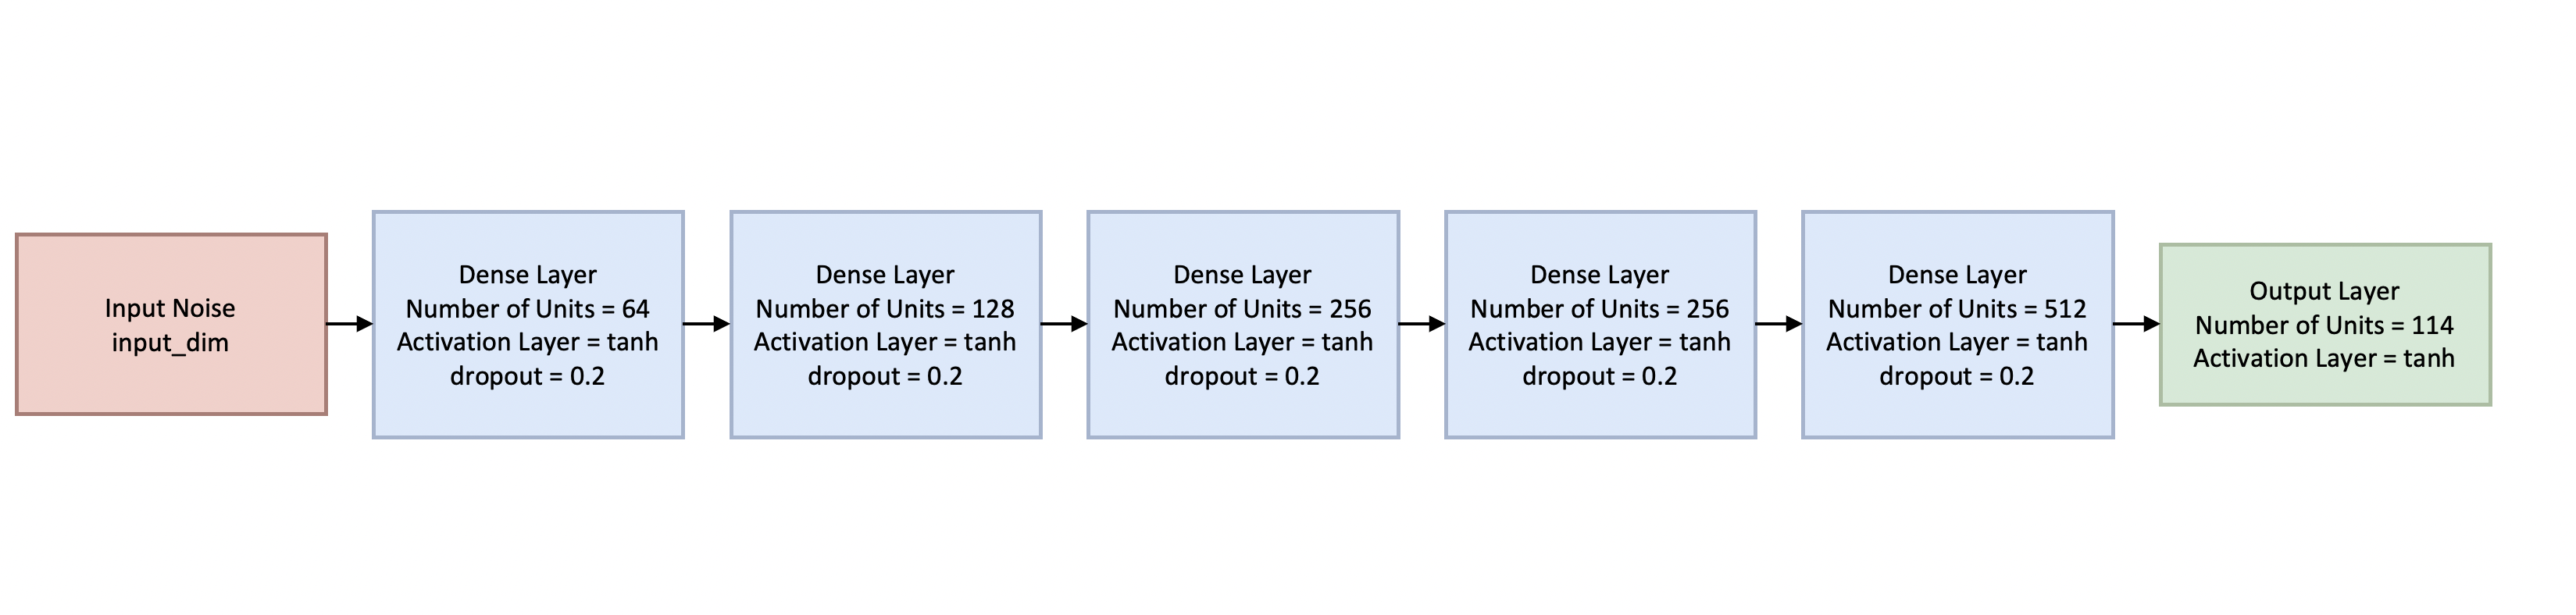 Input Noise
input_dim
Dense Layer
Number of Units = 64
Activation Layer = tanh
dropout = 0.2
Dense Layer
Number of Units = 128
Activation Layer = tanh
dropout = 0.2
Dense Layer
Number of Units = 256
Activation Layer = tanh
dropout = 0.2
Dense Layer
Number of Units = 256
Activation Layer = tanh
dropout = 0.2
Dense Layer
Number of Units = 512
Activation Layer = tanh
dropout = 0.2
Output Layer
Number of Units = 114
Activation Layer = tanh